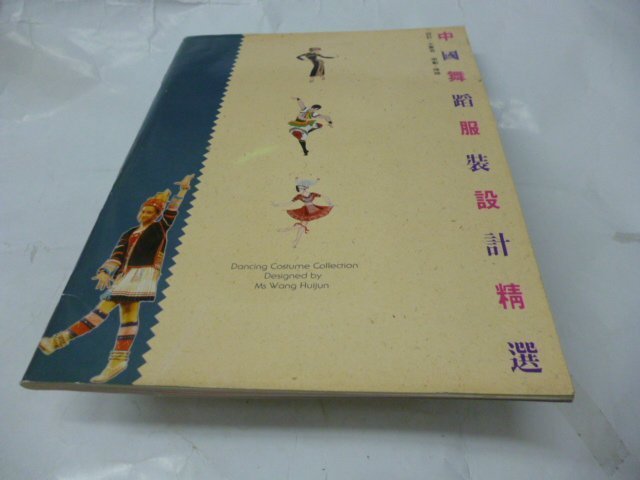 中國舞蹈服裝設計精選
Dancing Costume Collection
Designed by
Ms Wang Huijun